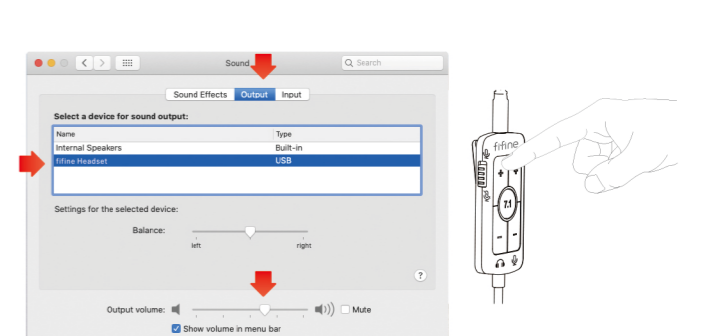 Sound
Search
Sound Effects Output Input
Select a device for sound output:
Name Type
Internal Speakers Built-in
fifine Headset USB
Settings for the selected device:
Balance:
left right
?
Output volume: Mute
Show volume in menu bar
fifine
+ +
7.1
- -